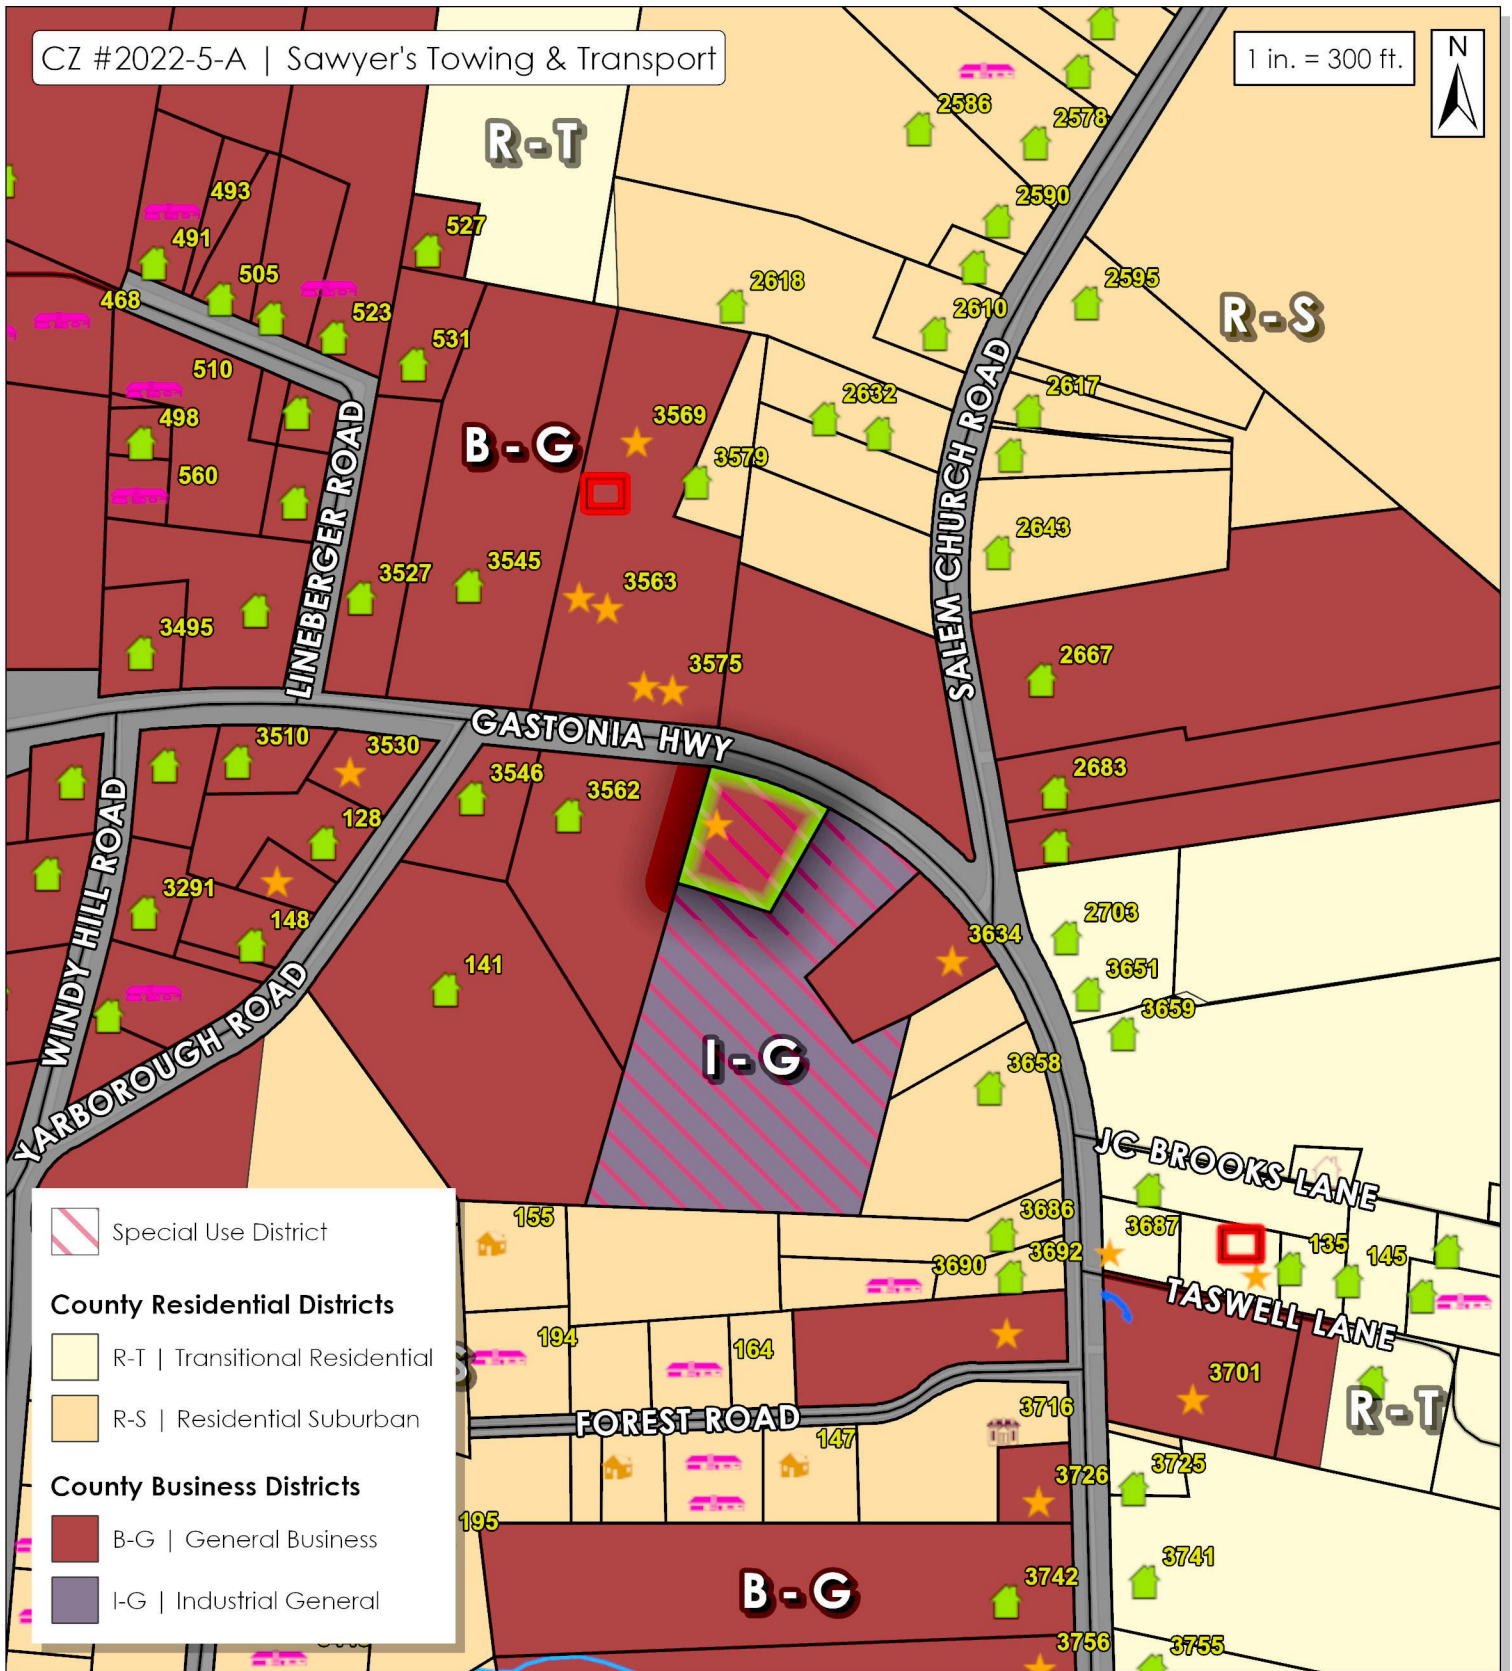 CZ #2022-5-A | Sawyer's Towing & Transport
1 in. = 300 ft.
N
R - T
2586
2578
493
2590
527
491
505
2618
2595
468
R - S
523
2610
531
510
2617
2632
498
3569
B - G
3579
560
LINEBERGER ROAD
SALEM CHURCH ROAD
2643
3545
3527
3563
3495
2667
3575
GASTONIA HWY
3510
3530
3546
2683
3562
128
WINDY HILL ROAD
3291
148
2703
3634
141
3651
3659
YARBOROUGH ROAD
I - G
3658
JC BROOKS LANE
155
3686
3687
3692
3690
135
145
TASWELL LANE
194
164
3701
FOREST ROAD
3716
R - T
147
3726
3725
195
3741
B - G
3742
3756
3755
Special Use District
County Residential Districts
R-T | Transitional Residential
R-S | Residential Suburban
County Business Districts
B-G | General Business
I-G | Industrial General